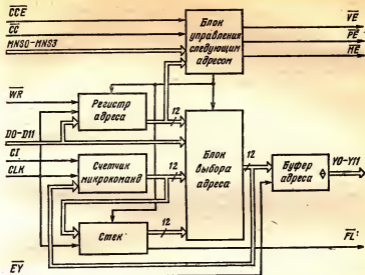 CCE
CC
MNS0-MNS3
Блок
управления
следующим
адресом
VE
PE
ME
WR
Регистр
адреса
12
D0-D11
CI
CLK
Счетчик
микрокоманд
12
Блок
выбора
адреса
12
Буфер
адреса
Y0-Y11
Стек
12
FL
EY